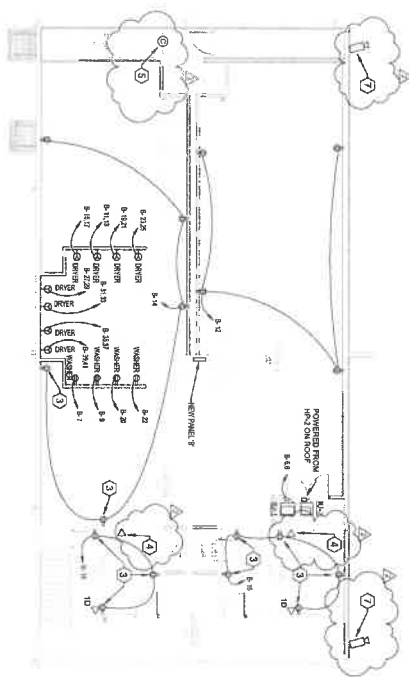 7
C
5
B-15,17
B-11,13
B-19,21
B-23,25
DRYER
DRYER
DRYER
DRYER
B-27,29
B-31,33
DRYER
DRYER
B-35,37
B-39,41
DRYER
DRYER
WASHER
WASHER
WASHER
WASHER
B-7
B-9
B-20
B-22
B-14
B-12
NEW PANEL 'B'
POWERED FROM
HP-2 ON ROOF
B-6,8
3
3
4
3
1D
3
B-16
4
3
1D
7